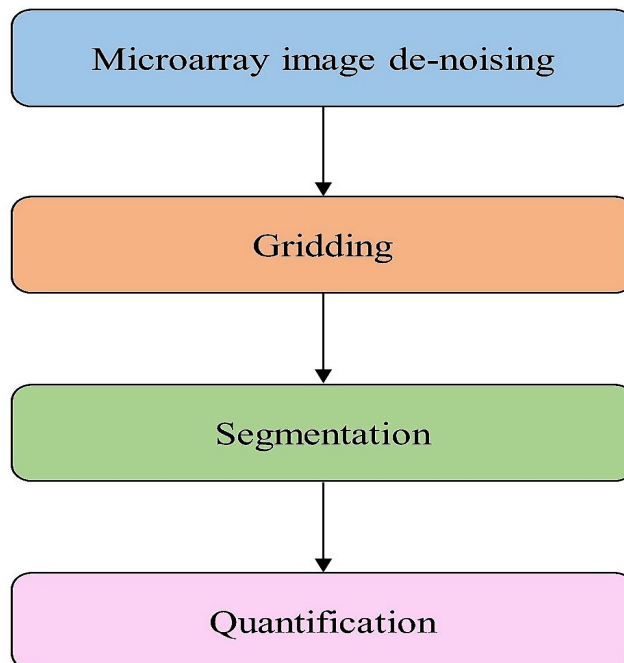 Microarray image de-noising
Gridding
Segmentation
Quantification